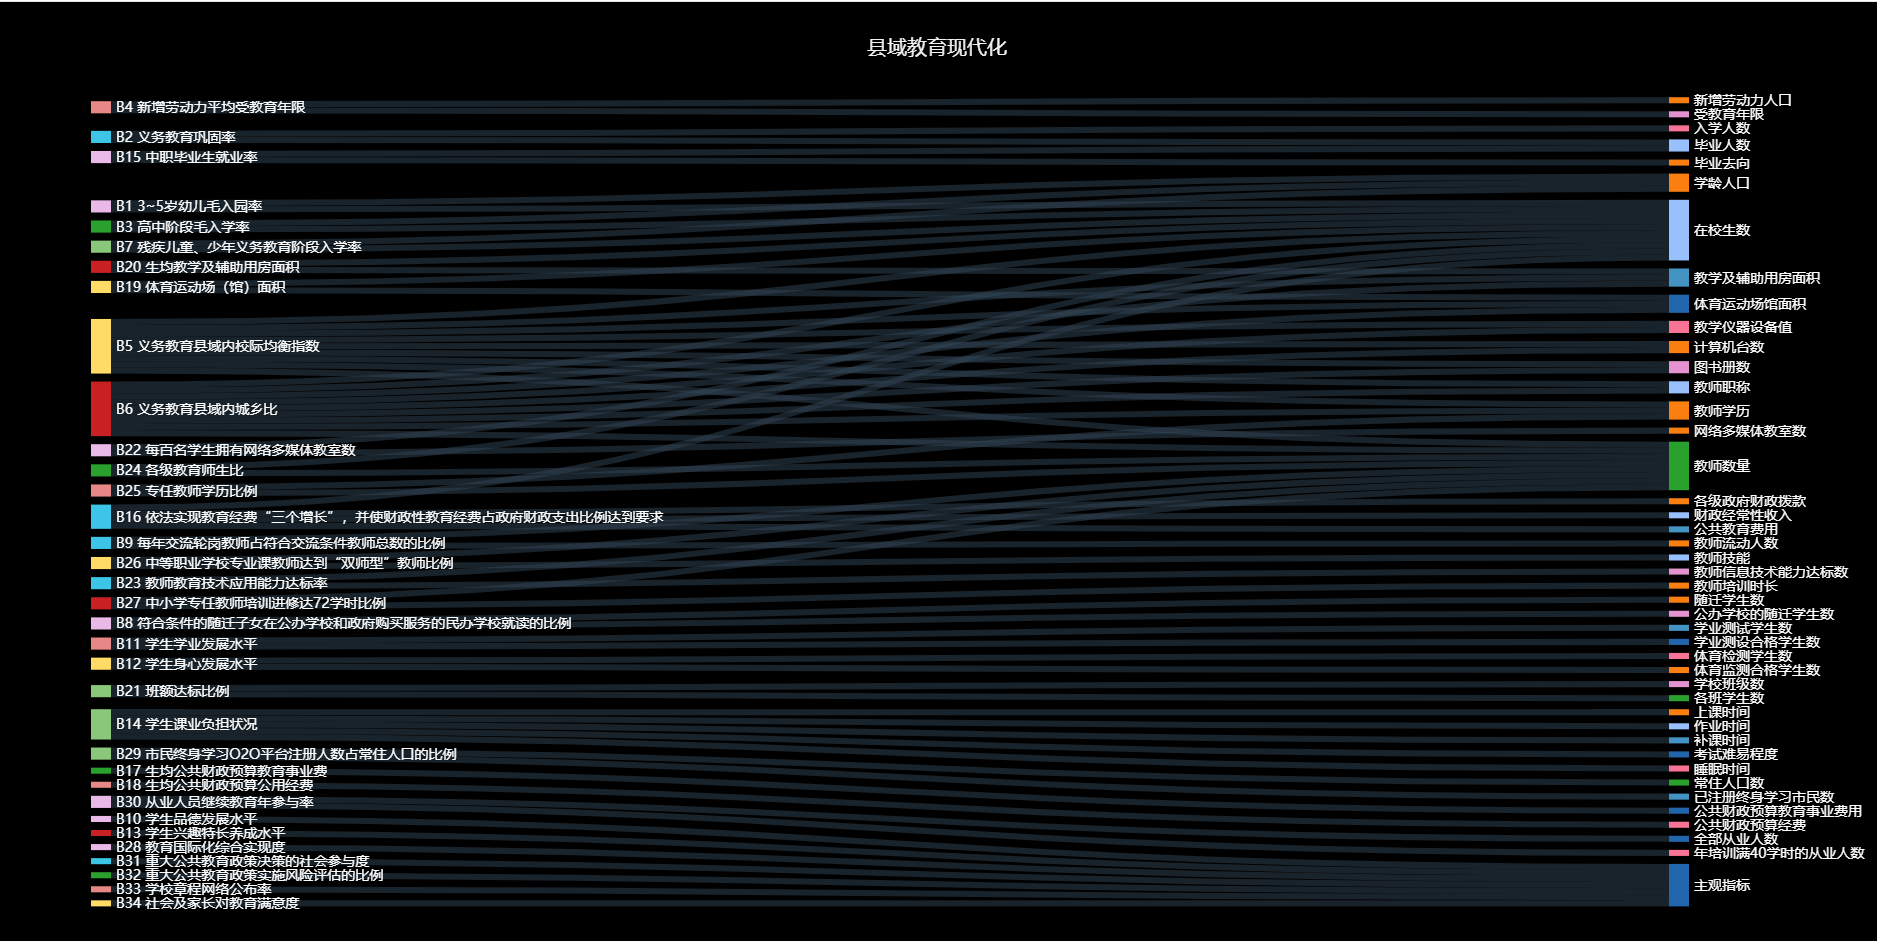 县域教育现代化
B4 新增劳动力平均受教育年限
B2 义务教育巩固率
B15 中职毕业生就业率
B1 3~5岁幼儿毛入园率
B3 高中阶段毛入学率
B7 残疾儿童、少年义务教育阶段入学率
B20 生均教学及辅助用房面积
B19 体育运动场（馆）面积
B5 义务教育县域内校际均衡指数
B6 义务教育县域内城乡比
B22 每百名学生拥有网络多媒体教室数
B24 各级教育师生比
B25 专任教师学历比例
B16 依法实现教育经费“三个增长”，并使财政性教育经费占政府财政支出比例达到要求
B9 每年交流轮岗教师占符合交流条件教师总数的比例
B26 中等职业学校专业课教师达到“双师型”教师比例
B23 教师教育技术应用能力达标率
B27 中小学专任教师培训进修达72学时比例
B8 符合条件的随迁子女在公办学校和政府购买服务的民办学校就读的比例
B11 学生学业发展水平
B12 学生身心发展水平
B21 班额达标比例
B14 学生课业负担状况
B29 市民终身学习O2O平台注册人数占常住人口的比例
B17 生均公共财政预算教育事业费
B18 生均公共财政预算公用经费
B30 从业人员继续教育年参与率
B10 学生品德发展水平
B13 学生兴趣特长养成水平
B28 教育国际化综合实现度
B31 重大公共教育政策决策的社会参与度
B32 重大公共教育政策实施风险评估的比例
B33 学校章程网络公布率
B34 社会及家长对教育满意度
新增劳动力人口
受教育年限
入学人数
毕业人数
毕业去向
学龄人口
在校生数
教学及辅助用房面积
体育运动场馆面积
教学仪器设备值
计算机台数
图书册数
教师职称
教师学历
网络多媒体教室数
教师数量
各级政府财政拨款
财政经常性收入
公共教育费用
教师流动人数
教师技能
教师信息技术能力达标数
教师培训时长
随迁学生数
公办学校的随迁学生数
学业测试学生数
学业测设合格学生数
体育检测学生数
体育监测合格学生数
学校班级数
各班学生数
上课时间
作业时间
补课时间
考试难易程度
睡眠时间
常住人口数
已注册终身学习市民数
公共财政预算教育事业费用
公共财政预算经费
全部从业人数
年培训满40学时的从业人数
主观指标